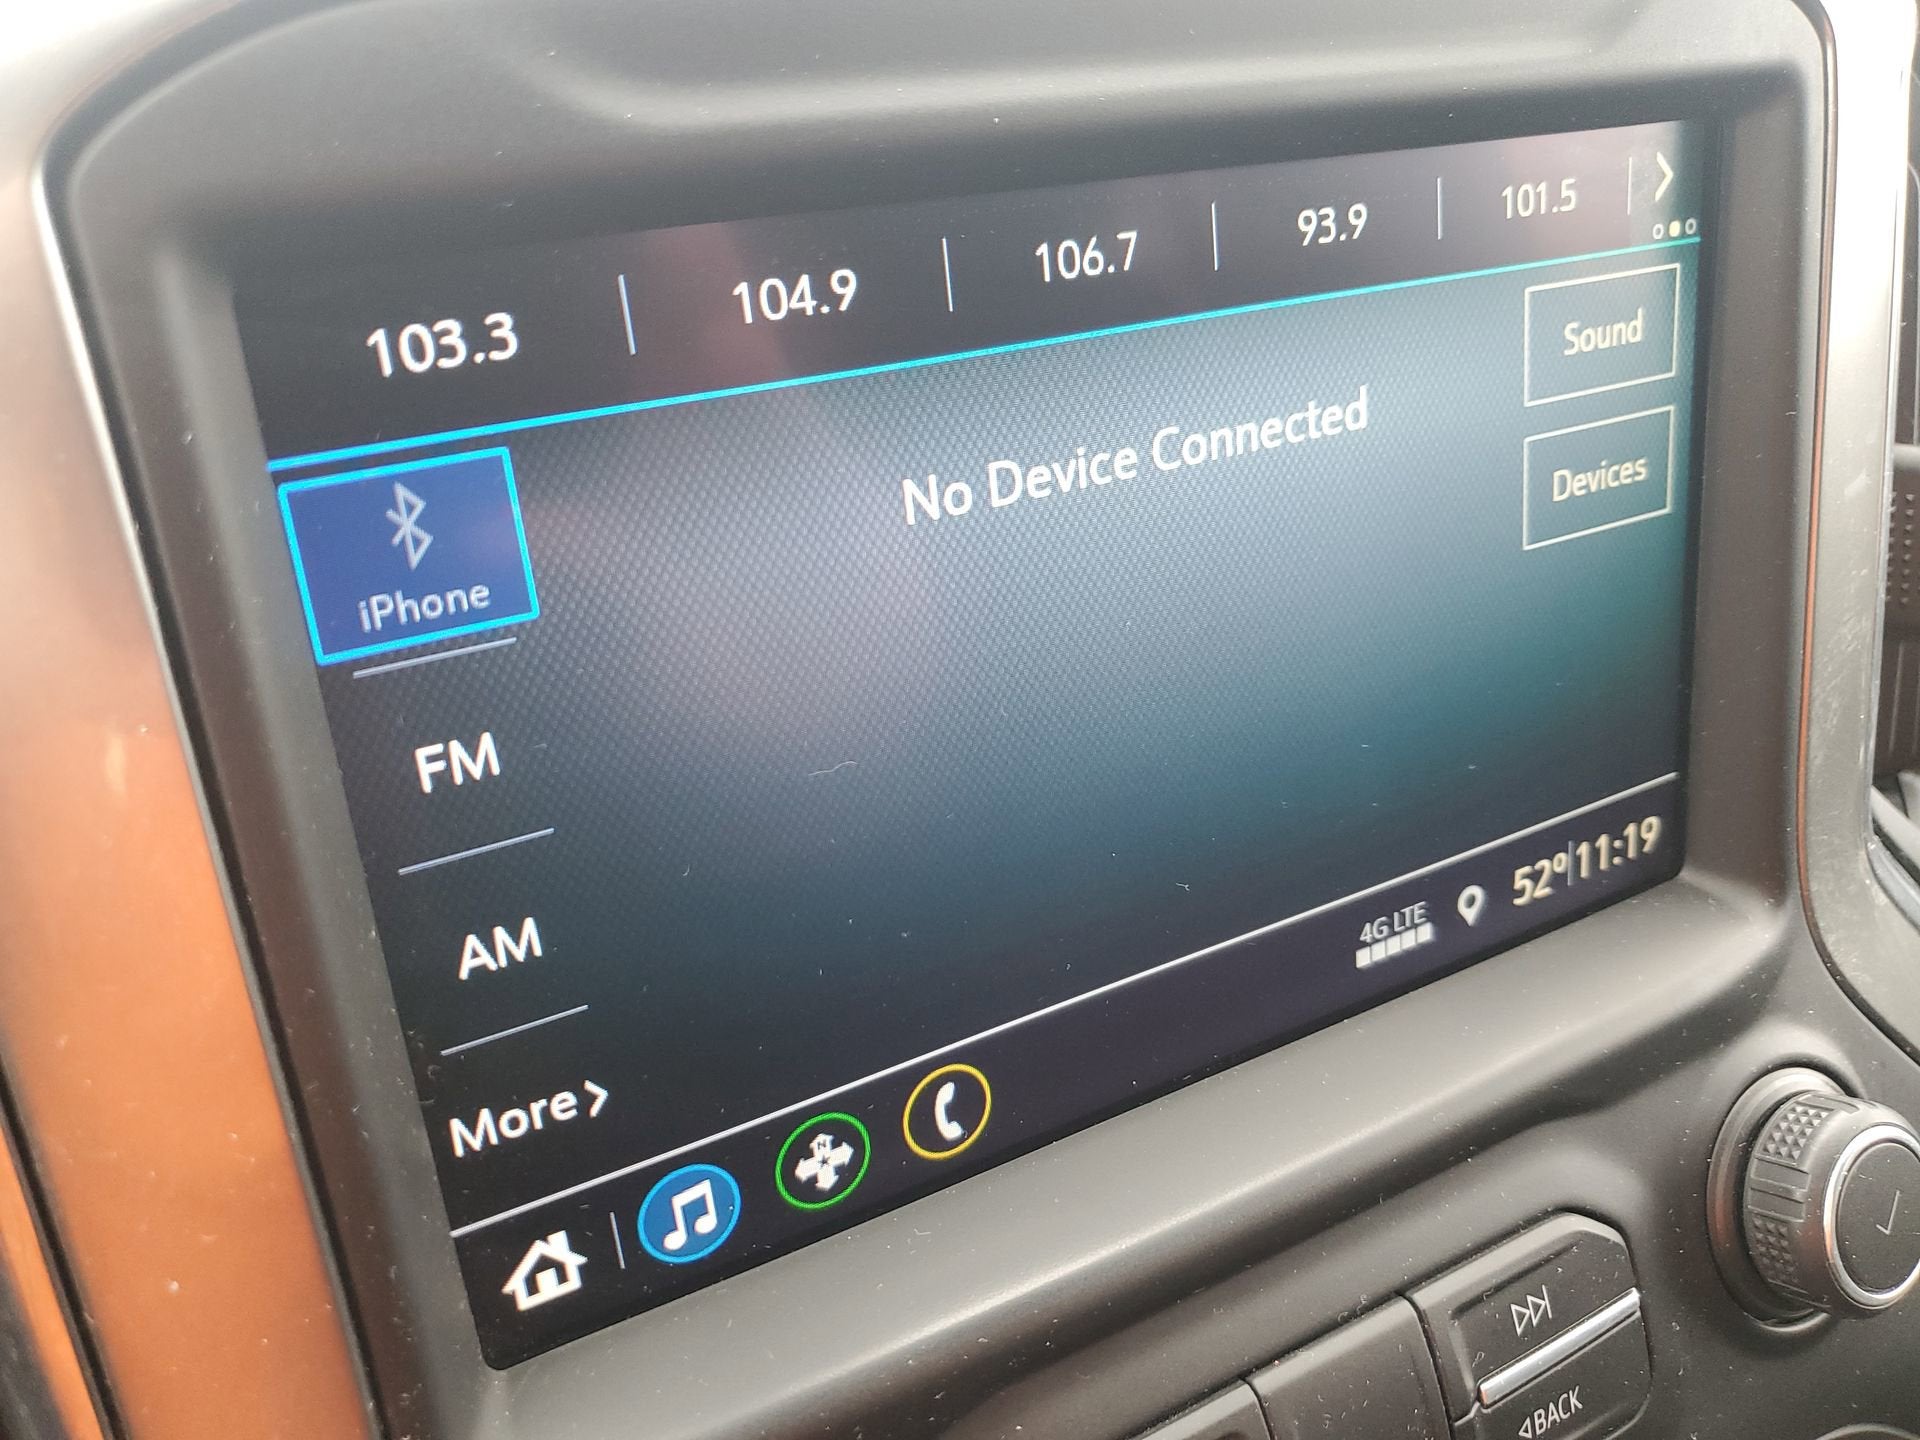 103.3 104.9 106.7 93.9 101.5
Sound
No Device Connected
Devices
iPhone
FM
AM
More
4G LTE
52° 11:19
N
BACK